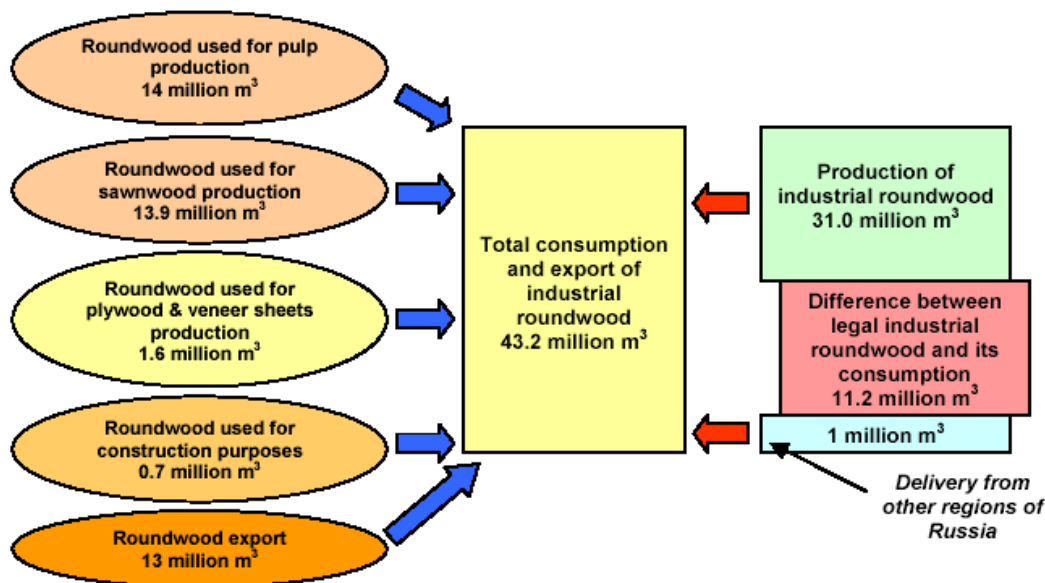 Roundwood used for pulp
production
14 million m³
Roundwood used for
sawnwood production
13.9 million m³
Roundwood used for
plywood & veneer sheets
production
1.6 million m³
Roundwood used for
construction purposes
0.7 million m³
Roundwood export
13 million m³
Total consumption
and export of
industrial
roundwood
43.2 million m³
Production of
industrial roundwood
31.0 million m³
Difference between
legal industrial
roundwood and its
consumption
11.2 million m³
1 million m³
Delivery from
other regions of
Russia